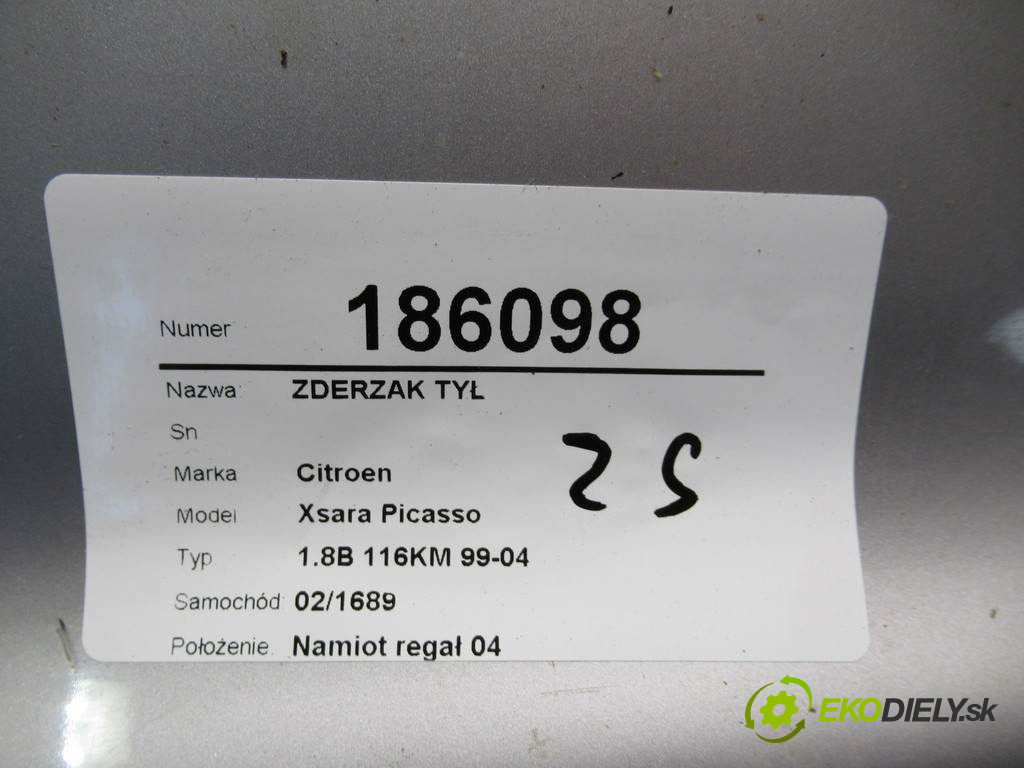 Numer 186098
Nazwa ZDERZAK TYŁ
Sn
Marka Citroen
Model Xsara Picasso
Typ 1.8B 116KM 99-04
Samochód 02/1689
Położenie Namiot regał 04
25
EKODIELY.sk